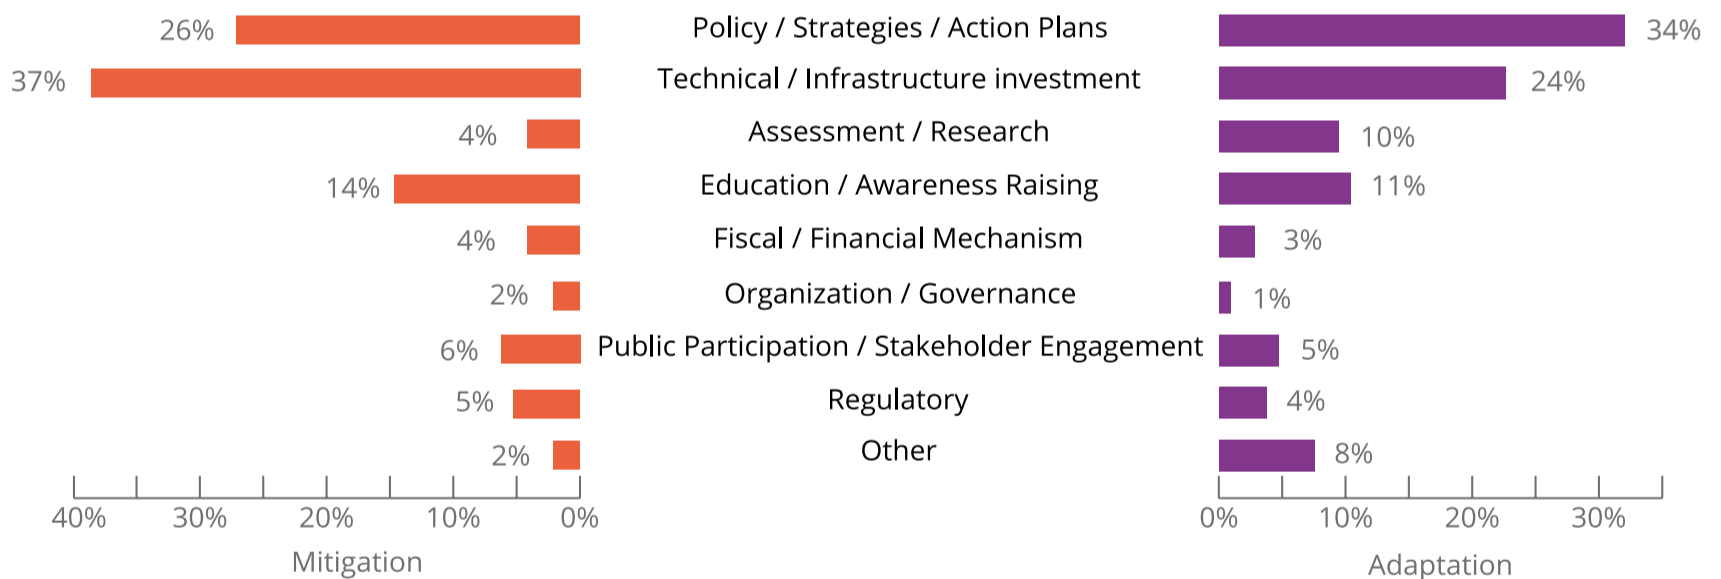 26% Policy / Strategies / Action Plans 34%
37% Technical / Infrastructure investment 24%
4% Assessment / Research 10%
14% Education / Awareness Raising 11%
4% Fiscal / Financial Mechanism 3%
2% Organization / Governance 1%
6% Public Participation / Stakeholder Engagement 5%
5% Regulatory 4%
2% Other 8%
40% 30% 20% 10% 0% 0% 10% 20% 30%
Mitigation Adaptation